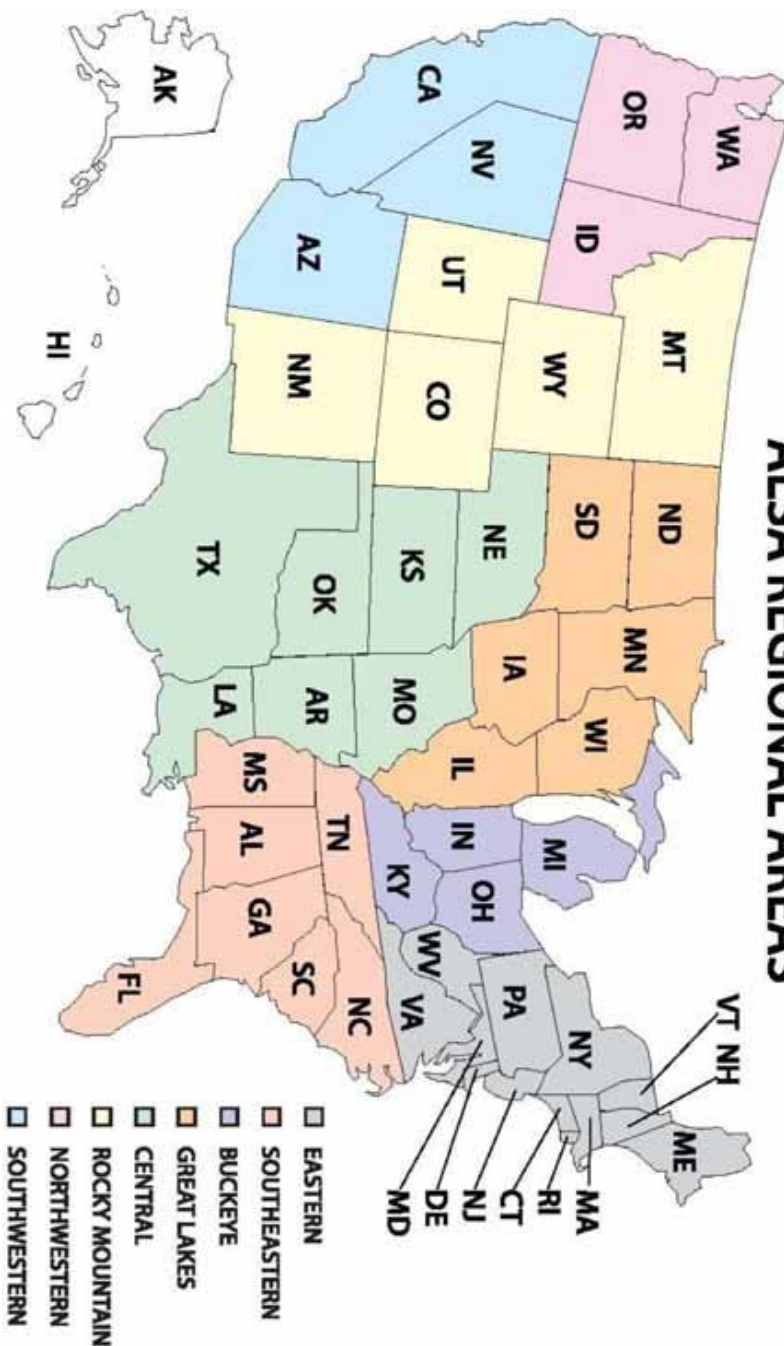 ALSA REGIONAL AREAS
WA
OR
ID
MT
ND
SD
MN
WI
MI
WY
CA
NV
UT
CO
NE
IA
IL
IN
OH
KY
AZ
NM
KS
MO
OK
AR
TX
LA
MS
AL
TN
GA
SC
NC
FL
WV
VA
PA
NY
VT NH
ME
MA
RI
CT
NJ
DE
MD
AK
HI
EASTERN
SOUTHEASTERN
BUCKEYE
GREAT LAKES
CENTRAL
ROCKY MOUNTAIN
NORTHWESTERN
SOUTHWESTERN